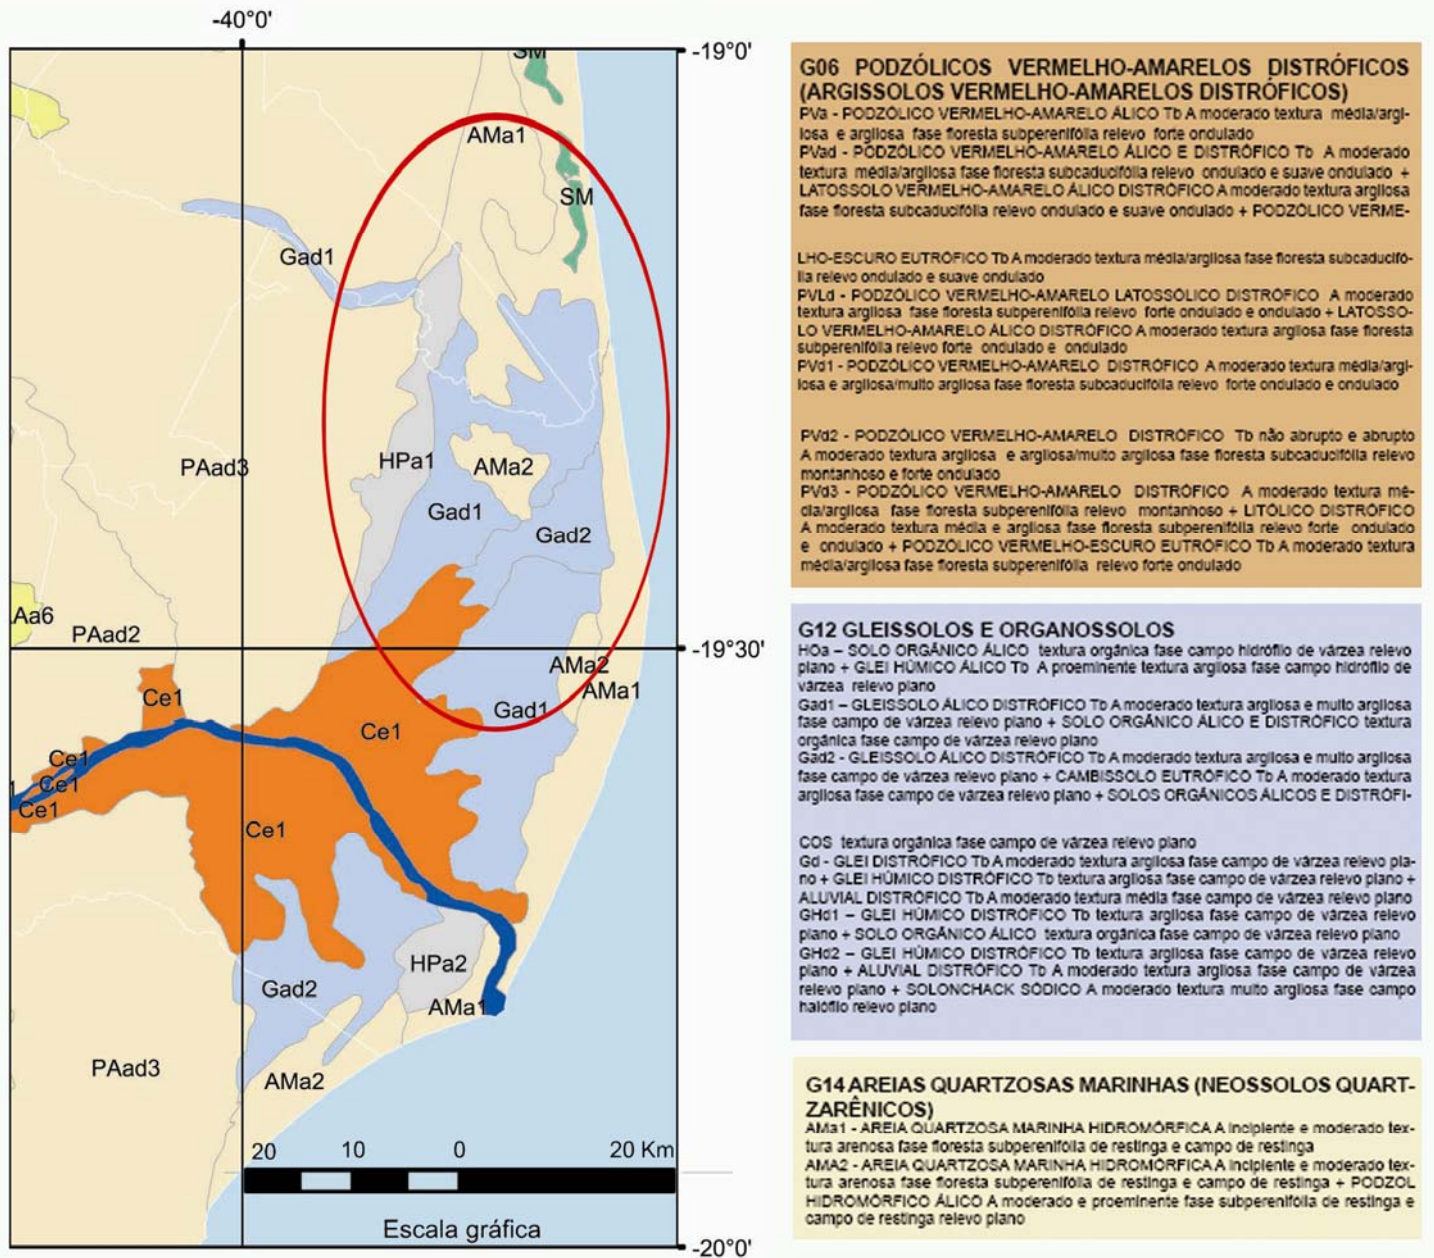 -40°0'
-19°0'
SM
AMa1
SM
Gad1
HPa1
AMa2
PAad3
Gad1
Gad2
Aa6
PAad2
-19°30'
AMa2
AMa1
Ce1
Gad1
Ce1
Ce1
Ce1
Ce1
Ce1
HPa2
Gad2
AMa1
PAad3
AMa2
20 10 0 20 Km
Escala gráfica
-20°0'
G06 PODZÓLICOS VERMELHO-AMARELOS DISTRÓFICOS
(ARGISSOLOS VERMELHO-AMARELOS DISTRÓFICOS)
PVa - PODZÓLICO VERMELHO-AMARELO ÁLICO Tb A moderado textura média/argi-
losa e argilosa fase floresta subperenifólia relevo forte ondulado
PVad - PODZÓLICO VERMELHO-AMARELO ÁLICO E DISTRÓFICO Tb A moderado
textura média/argilosa fase floresta subcaducifólia relevo ondulado e suave ondulado +
LATOSSOLO VERMELHO-AMARELO ÁLICO DISTRÓFICO A moderado textura argilosa
fase floresta subcaducifólia relevo ondulado e suave ondulado + PODZÓLICO VERME-
LHO-ESCURO EUTRÓFICO Tb A moderado textura média/argilosa fase floresta subcaducifó-
lia relevo ondulado e suave ondulado
PVLd - PODZÓLICO VERMELHO-AMARELO LATOSSÓLICO DISTRÓFICO A moderado
textura argilosa fase floresta subperenifólia relevo forte ondulado e ondulado + LATOSSO-
LO VERMELHO-AMARELO ÁLICO DISTRÓFICO A moderado textura argilosa fase floresta
subperenifólia relevo forte ondulado e ondulado
PVd1 - PODZÓLICO VERMELHO-AMARELO DISTRÓFICO A moderado textura média/argi-
losa e argilosa/muito argilosa fase floresta subcaducifólia relevo forte ondulado e ondulado
PVd2 - PODZÓLICO VERMELHO-AMARELO DISTRÓFICO Tb não abrupto e abrupto
A moderado textura argilosa e argilosa/muito argilosa fase floresta subcaducifólia relevo
montanhoso e forte ondulado
PVd3 - PODZÓLICO VERMELHO-AMARELO DISTRÓFICO A moderado textura mé-
dia/argilosa fase floresta subperenifólia relevo montanhoso + LITÓLICO DISTRÓFICO
A moderado textura média e argilosa fase floresta subperenifólia relevo forte ondulado
e ondulado + PODZÓLICO VERMELHO-ESCURO EUTRÓFICO Tb A moderado textura
média/argilosa fase floresta subperenifólia relevo forte ondulado
G12 GLEISSOLOS E ORGANOSSOLOS
HOa – SOLO ORGÂNICO ÁLICO textura orgânica fase campo hidrófilo de várzea relevo
plano + GLEI HÚMICO ÁLICO Tb A proeminente textura argilosa fase campo hidrófilo de
várzea relevo plano
Gad1 – GLEISSOLO ÁLICO DISTRÓFICO Tb A moderado textura argilosa e muito argilosa
fase campo de várzea relevo plano + SOLO ORGÂNICO ÁLICO E DISTRÓFICO textura
orgânica fase campo de várzea relevo plano
Gad2 - GLEISSOLO ÁLICO DISTRÓFICO Tb A moderado textura argilosa e muito argilosa
fase campo de várzea relevo plano + CAMBISSOLO EUTRÓFICO Tb A moderado textura
argilosa fase campo de várzea relevo plano + SOLOS ORGÂNICOS ÁLICOS E DISTRÓFI-
COS textura orgânica fase campo de várzea relevo plano
Gd - GLEI DISTRÓFICO Tb A moderado textura argilosa fase campo de várzea relevo pla-
no + GLEI HÚMICO DISTRÓFICO Tb textura argilosa fase campo de várzea relevo plano +
ALUVIAL DISTRÓFICO Tb A moderado textura média fase campo de várzea relevo plano
GHd1 – GLEI HÚMICO DISTRÓFICO Tb textura argilosa fase campo de várzea relevo
plano + SOLO ORGÂNICO ÁLICO textura orgânica fase campo de várzea relevo plano
GHd2 – GLEI HÚMICO DISTRÓFICO Tb textura argilosa fase campo de várzea relevo
plano + ALUVIAL DISTRÓFICO Tb A moderado textura argilosa fase campo de várzea
relevo plano + SOLONCHACK SÓDICO A moderado textura muito argilosa fase campo
halófilo relevo plano
G14 AREIAS QUARTZOSAS MARINHAS (NEOSSOLOS QUART-
ZARÊNICOS)
AMa1 - AREIA QUARTZOSA MARINHA HIDROMÓRFICA A incipiente e moderado tex-
tura arenosa fase floresta subperenifólia de restinga e campo de restinga
AMA2 - AREIA QUARTZOSA MARINHA HIDROMÓRFICA A incipiente e moderado tex-
tura arenosa fase floresta subperenifólia de restinga e campo de restinga + PODZOL
HIDROMÓRFICO ÁLICO A moderado e proeminente fase subperenifólia de restinga e
campo de restinga relevo plano